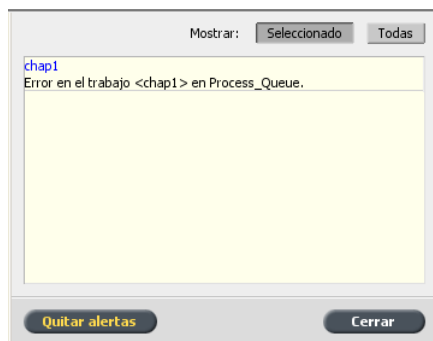 Mostrar: Seleccionado Todas
chap1
Error en el trabajo <chap1> en Process_Queue.
Quitar alertas Cerrar